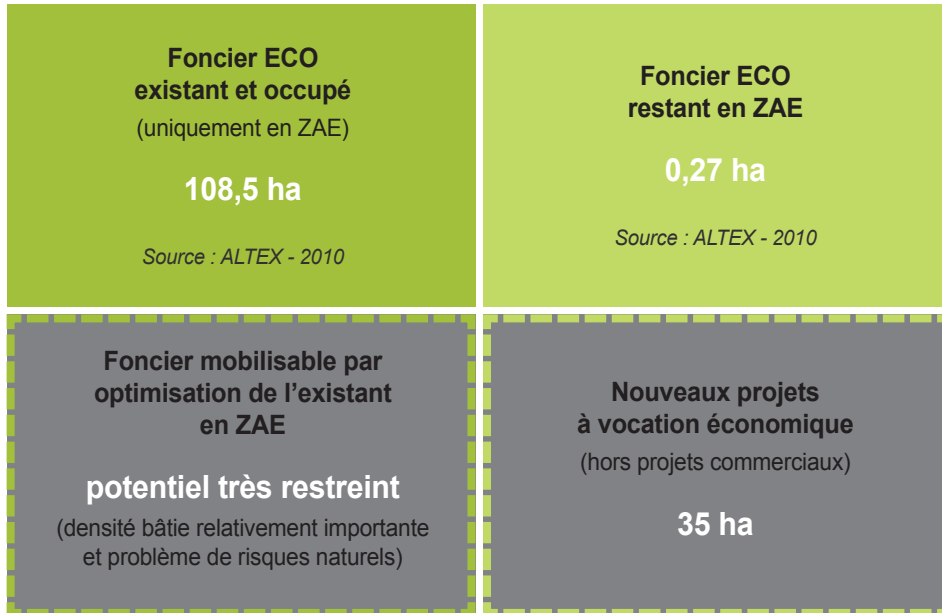 Foncier ECO
existant et occupé
(uniquement en ZAE)
108,5 ha
Source : ALTEX - 2010
Foncier ECO
restant en ZAE
0,27 ha
Source : ALTEX - 2010
Foncier mobilisable par
optimisation de l'existant
en ZAE
potentiel très restreint
(densité bâtie relativement importante
et problème de risques naturels)
Nouveaux projets
à vocation économique
(hors projets commerciaux)
35 ha